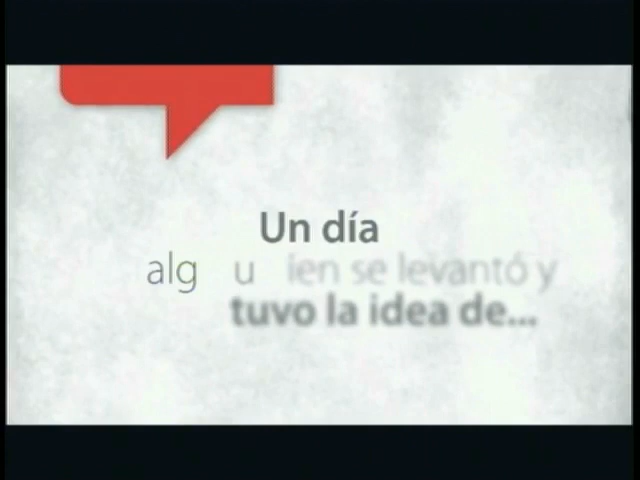 Un día
alg u ien se levantó y
tuvo la idea de...